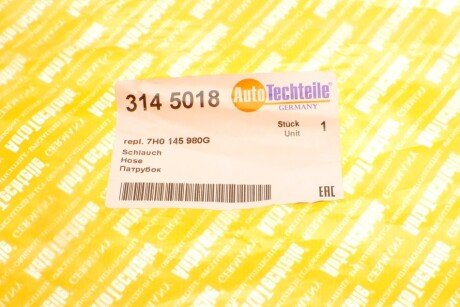 314 5018
AutoTechteile
GERMANY
Stück
Unit
1
repl. 7H0 145 980G
Schlauch
Hose
Патрубок
EAC